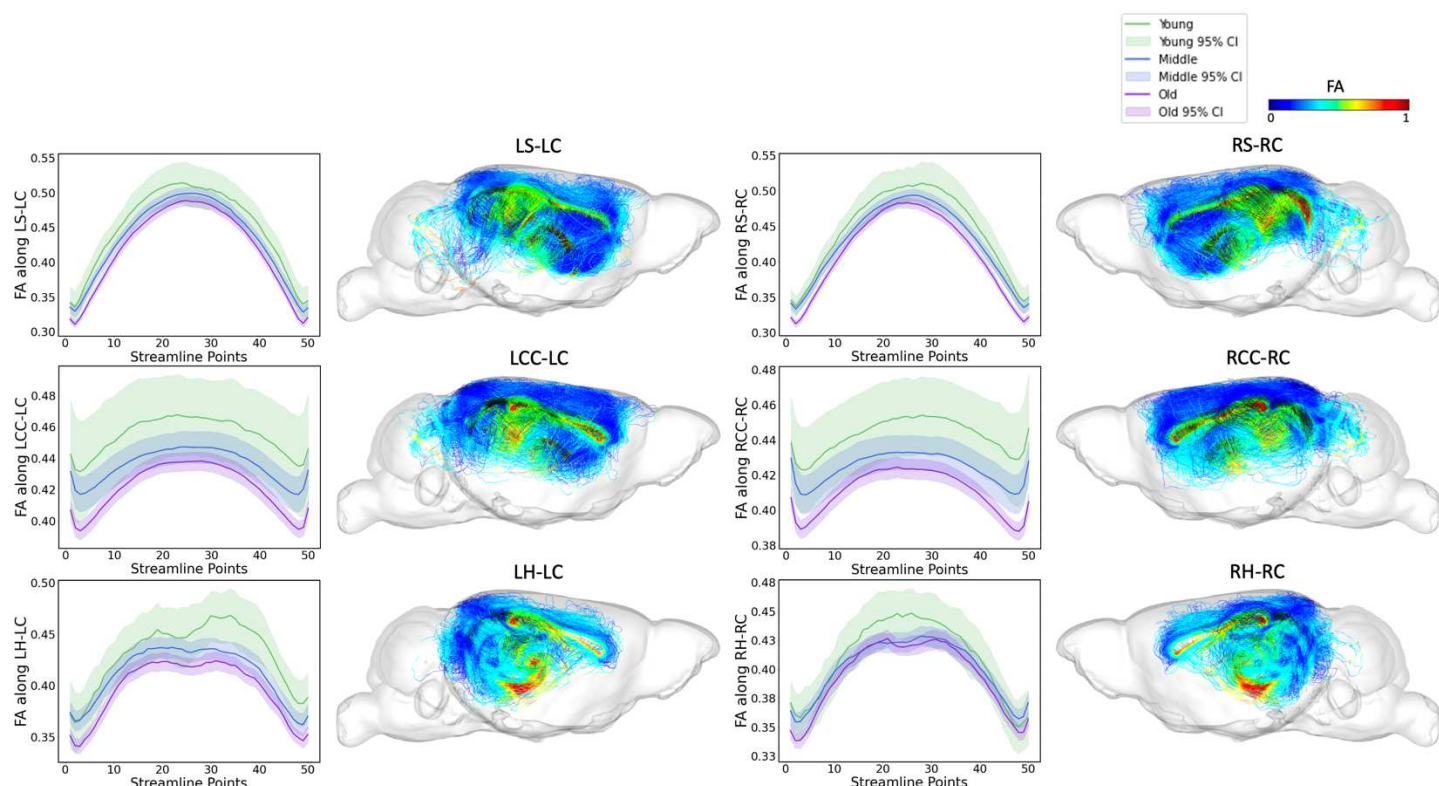 Young
Young 95% CI
Middle
Middle 95% CI
Old
Old 95% CI
FA
0 1
LS-LC
RS-RC
FA along LS-LC
0.55
0.50
0.45
0.40
0.35
0.30
0 10 20 30 40 50
Streamline Points
FA along RS-RC
0.55
0.50
0.45
0.40
0.35
0.30
0 10 20 30 40 50
Streamline Points
LCC-LC
RCC-RC
FA along LCC-LC
0.48
0.46
0.44
0.42
0.40
0 10 20 30 40 50
Streamline Points
FA along RCC-RC
0.48
0.46
0.44
0.42
0.40
0.38
0 10 20 30 40 50
Streamline Points
LH-LC
RH-RC
FA along LH-LC
0.50
0.45
0.40
0.35
0 10 20 30 40 50
Streamline Points
FA along RH-RC
0.48
0.45
0.43
0.40
0.38
0.35
0.33
0 10 20 30 40 50
Streamline Points